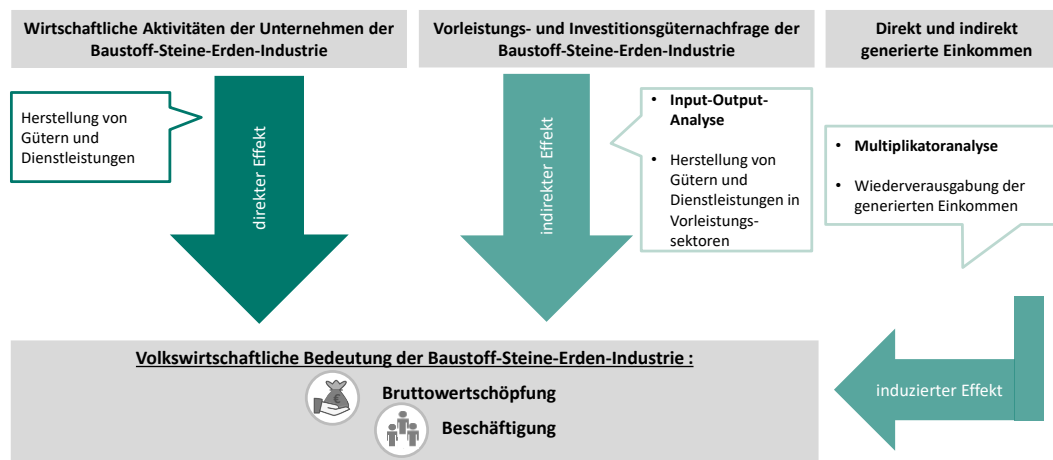 Wirtschaftliche Aktivitäten der Unternehmen der
Baustoff-Steine-Erden-Industrie
Vorleistungs- und Investitionsgüternachfrage der
Baustoff-Steine-Erden-Industrie
Direkt und indirekt
generierte Einkommen
Herstellung von
Gütern und
Dienstleistungen
direkter Effekt
indirekter Effekt
• Input-Output-
Analyse
• Herstellung von
Gütern und
Dienstleistungen in
Vorleistungs-
sektoren
• Multiplikatoranalyse
• Wiederverausgabung der
generierten Einkommen
induzierter Effekt
Volkswirtschaftliche Bedeutung der Baustoff-Steine-Erden-Industrie :
€
Bruttowertschöpfung
Beschäftigung